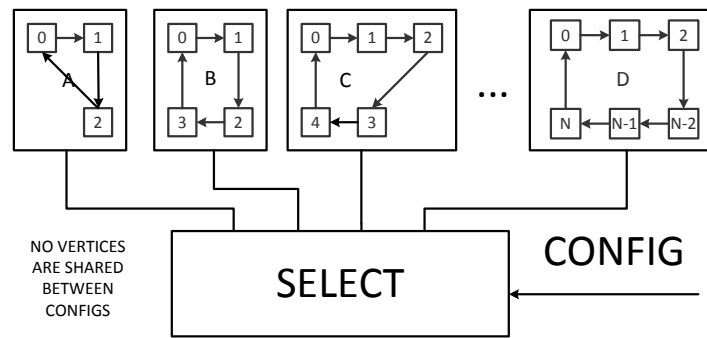 0 1
A
2
0 1
B
3 2
0 1 2
C
4 3
...
0 1 2
D
N N-1 N-2
NO VERTICES
ARE SHARED
BETWEEN
CONFIGS
SELECT
CONFIG